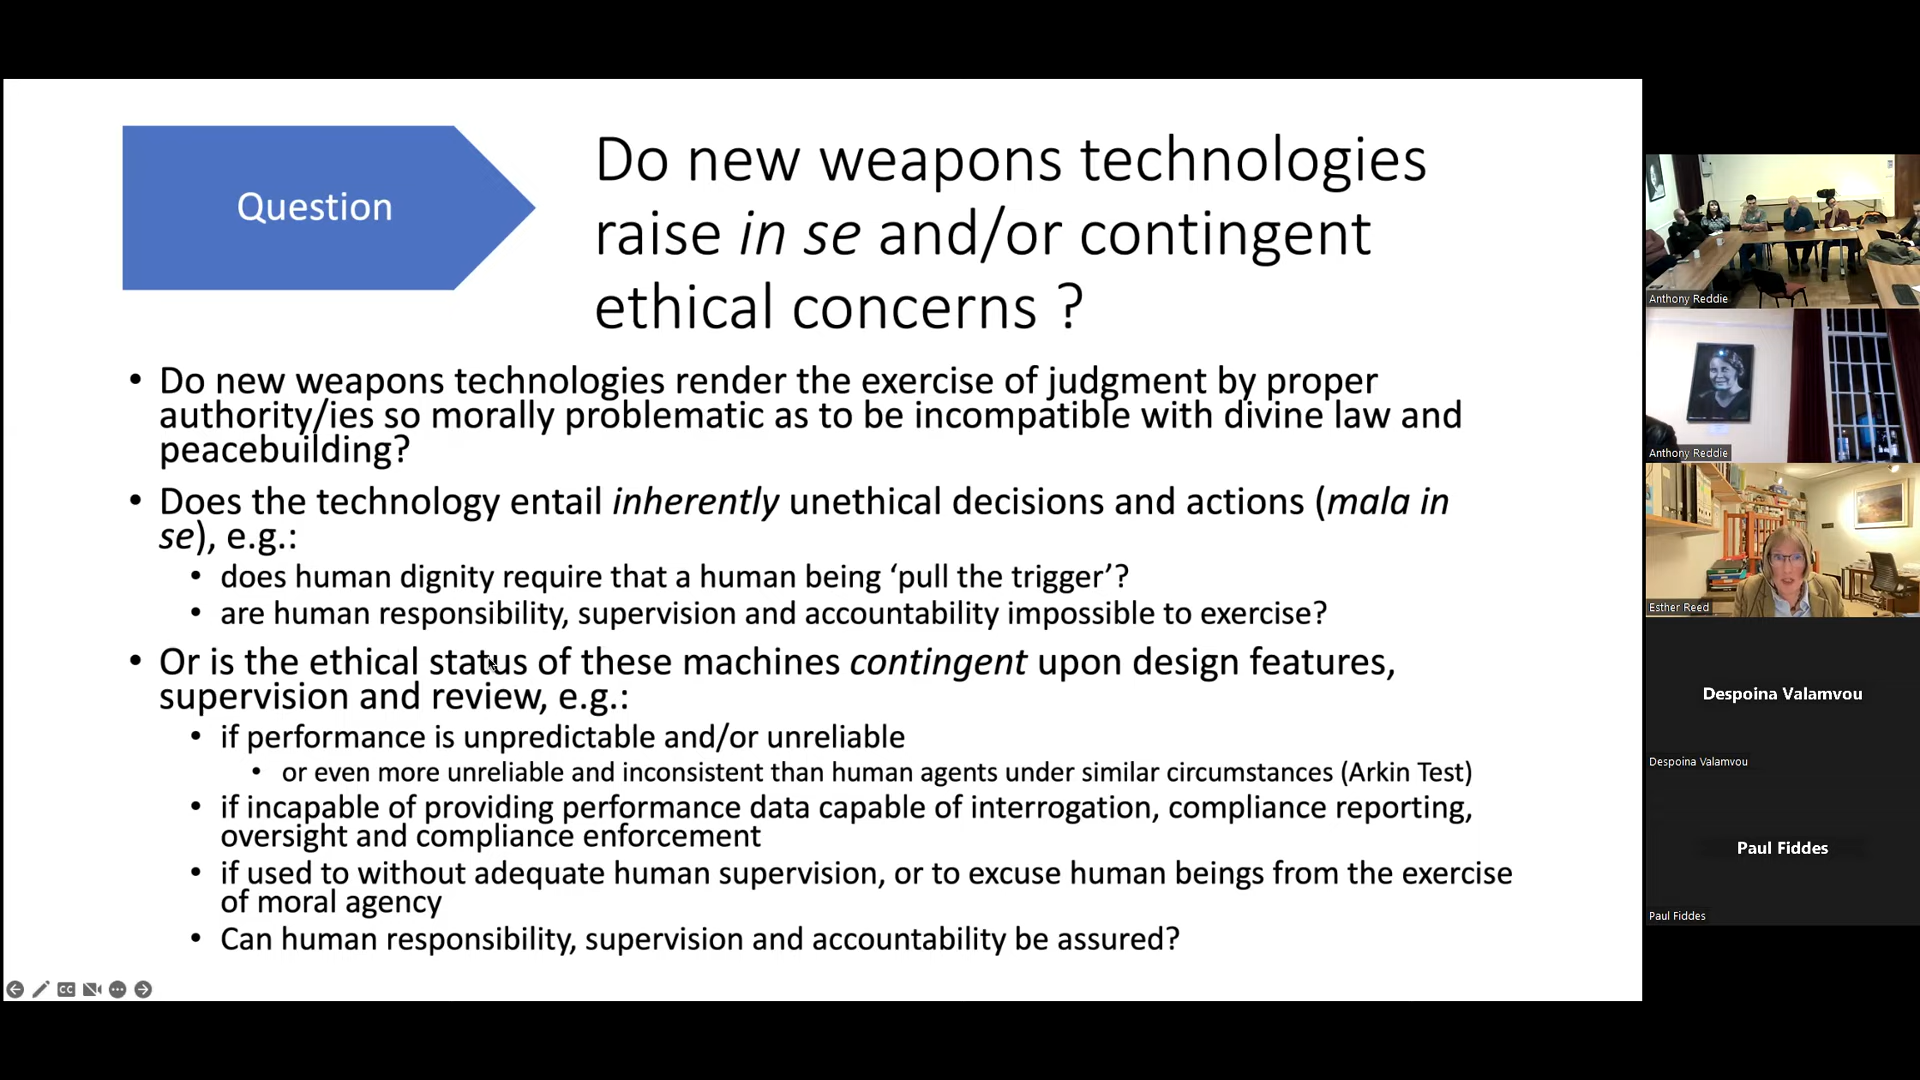 Question
Do new weapons technologies
raise in se and/or contingent
ethical concerns ?
• Do new weapons technologies render the exercise of judgment by proper
authority/ies so morally problematic as to be incompatible with divine law and
peacebuilding?
• Does the technology entail inherently unethical decisions and actions (mala in
se), e.g.:
• does human dignity require that a human being ‘pull the trigger’?
• are human responsibility, supervision and accountability impossible to exercise?
• Or is the ethical status of these machines contingent upon design features,
supervision and review, e.g.:
• if performance is unpredictable and/or unreliable
• or even more unreliable and inconsistent than human agents under similar circumstances (Arkin Test)
• if incapable of providing performance data capable of interrogation, compliance reporting,
oversight and compliance enforcement
• if used to without adequate human supervision, or to excuse human beings from the exercise
of moral agency
• Can human responsibility, supervision and accountability be assured?
CC
Anthony Reddie
Anthony Reddie
Esther Reed
Despoina Valamvou
Despoina Valamvou
Paul Fiddes
Paul Fiddes